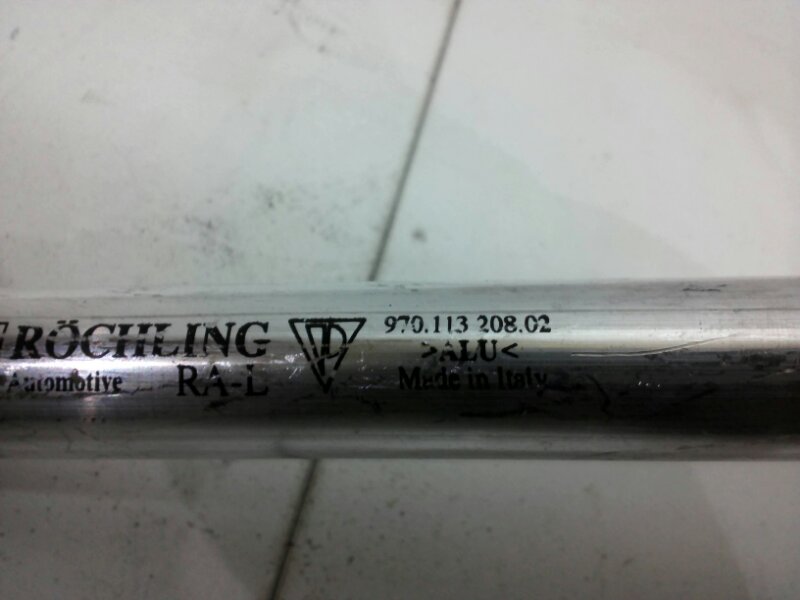 RÖCHLING
Automotive RA-L
970.113 208.02
>ALU<
Made in Italy